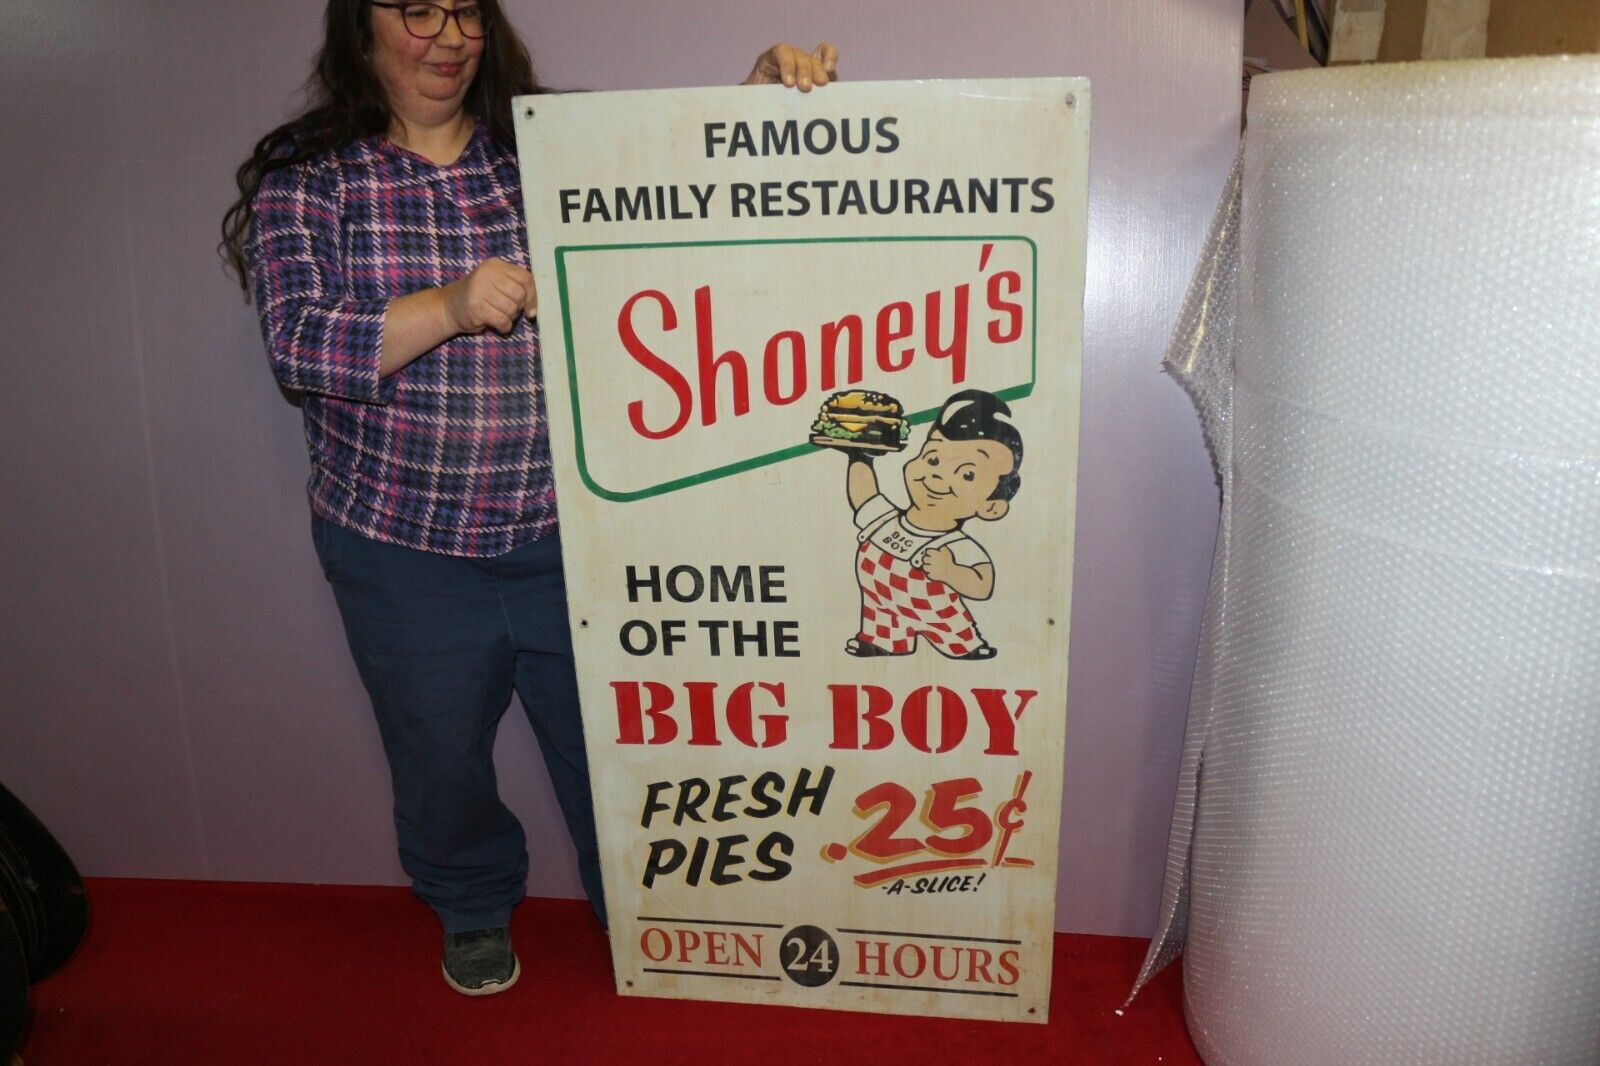 FAMOUS
FAMILY RESTAURANTS
Shoney's
BIG
BOY
HOME
OF THE
BIG BOY
FRESH
PIES
.25¢
-A-SLICE!
OPEN 24 HOURS